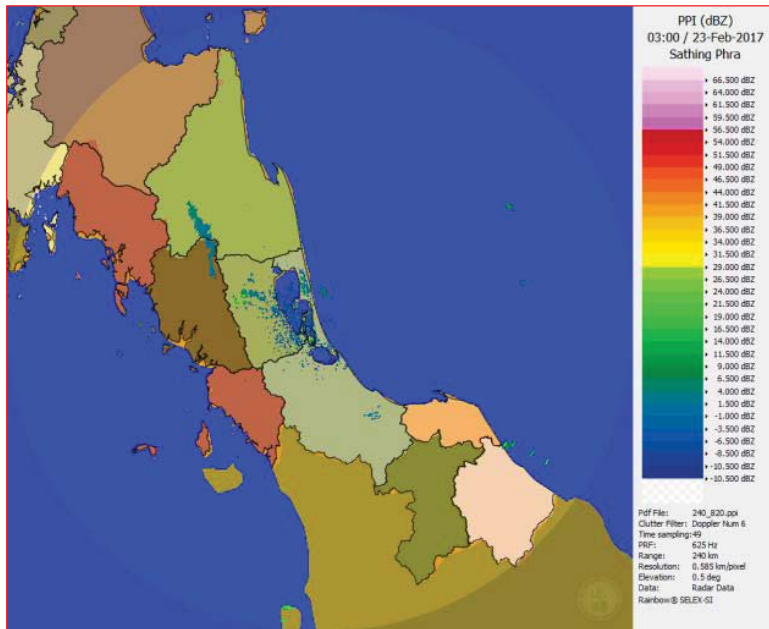 PPI (dBZ)
03:00 / 23-Feb-2017
Sathing Phra
66.500 dBZ
64.000 dBZ
61.500 dBZ
59.500 dBZ
56.500 dBZ
54.000 dBZ
51.500 dBZ
49.000 dBZ
46.500 dBZ
44.000 dBZ
41.500 dBZ
39.000 dBZ
36.500 dBZ
34.000 dBZ
31.500 dBZ
29.000 dBZ
26.500 dBZ
24.000 dBZ
21.500 dBZ
19.000 dBZ
16.500 dBZ
14.000 dBZ
11.500 dBZ
9.000 dBZ
6.500 dBZ
4.000 dBZ
1.500 dBZ
-1.000 dBZ
-3.500 dBZ
-6.500 dBZ
-8.500 dBZ
-10.500 dBZ
-10.500 dBZ
Pdf File: 240_820.ppi
Clutter Filter: Doppler Num 6
Time sampling:49
PRF: 625 Hz
Range: 240 km
Resolution: 0.585 km/pixel
Elevation: 0.5 deg
Data: Radar Data
Rainbow® SELEX-SI